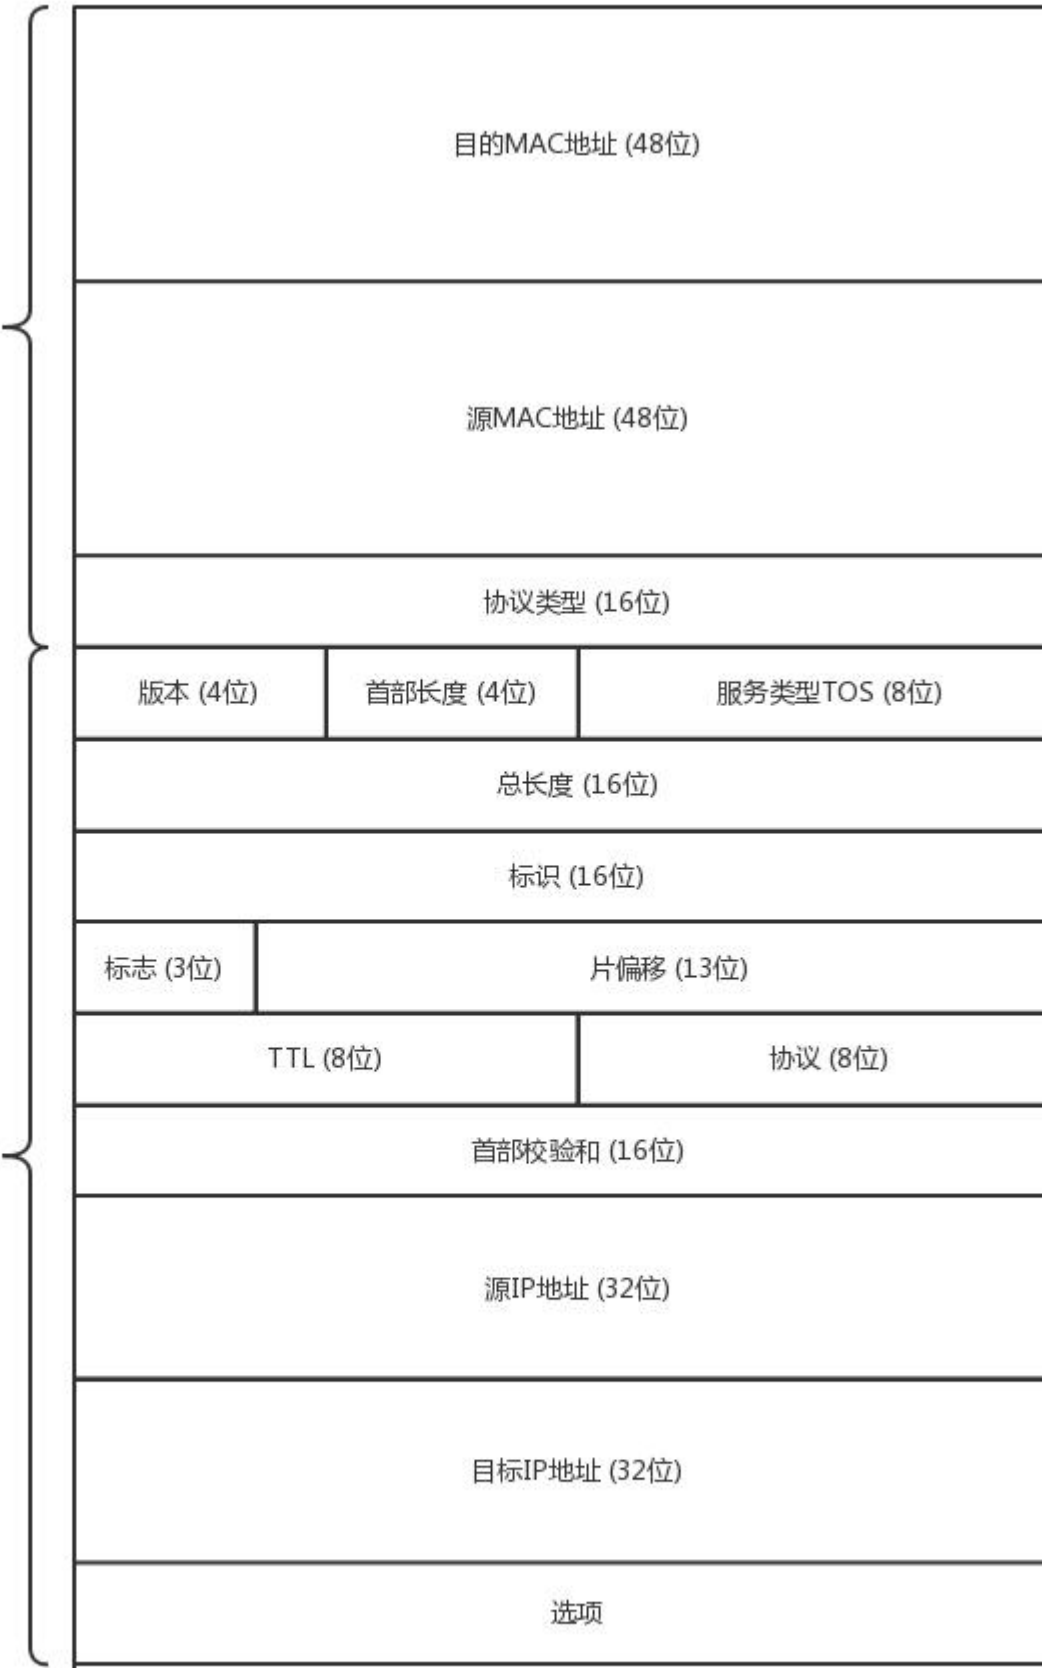 目的MAC地址 (48位)
源MAC地址 (48位)
协议类型 (16位)
版本 (4位) 首部长度 (4位) 服务类型TOS (8位)
总长度 (16位)
标识 (16位)
标志 (3位) 片偏移 (13位)
TTL (8位) 协议 (8位)
首部校验和 (16位)
源IP地址 (32位)
目标IP地址 (32位)
选项